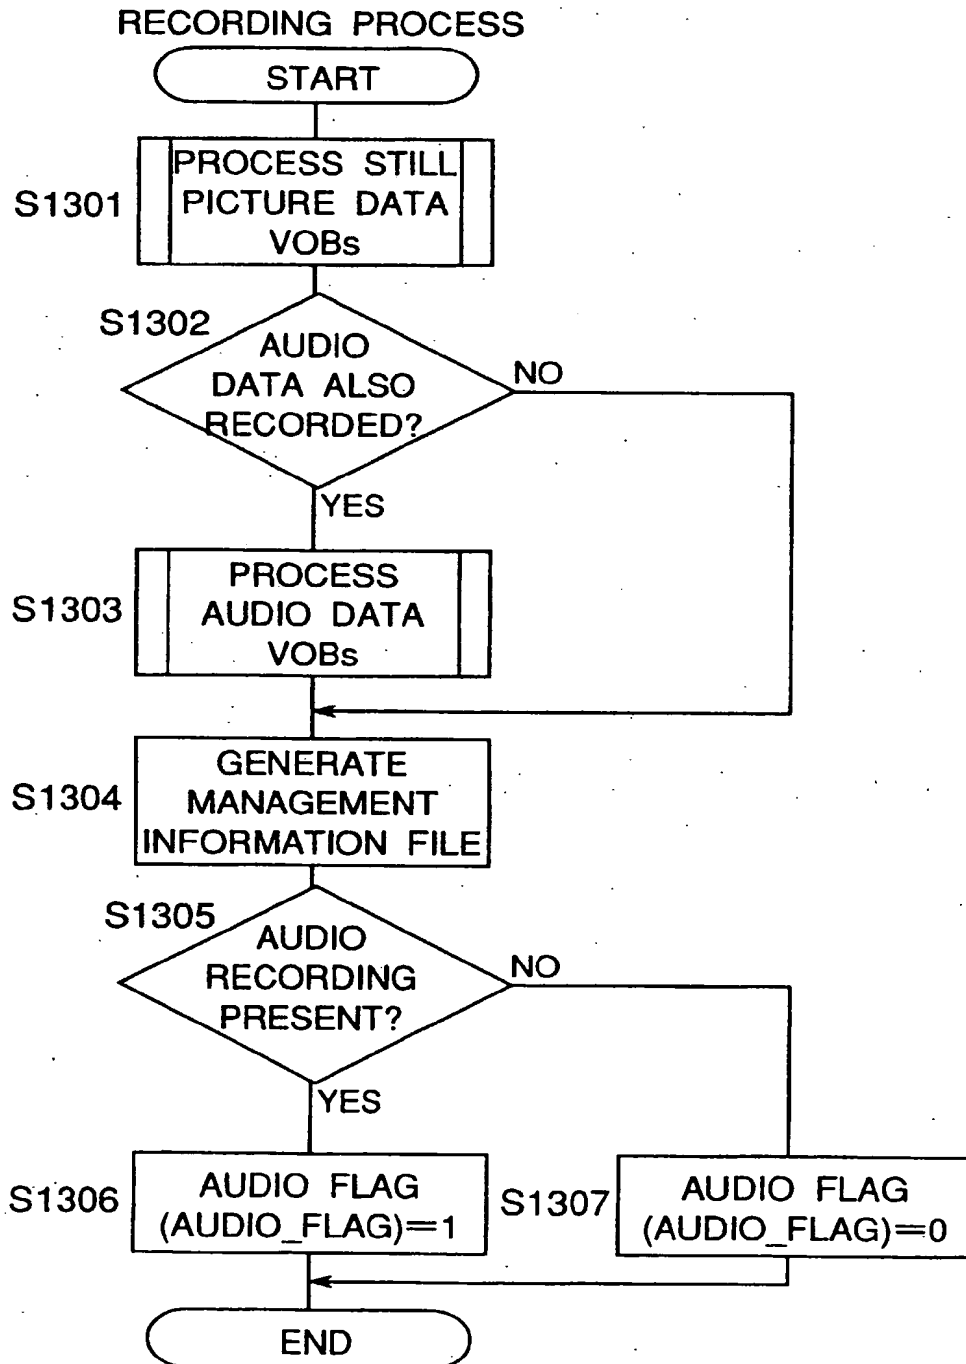 RECORDING PROCESS
START
S1301
PROCESS STILL
PICTURE DATA
VOBs
S1302
AUDIO
DATA ALSO
RECORDED?
NO
YES
S1303
PROCESS
AUDIO DATA
VOBs
S1304
GENERATE
MANAGEMENT
INFORMATION FILE
S1305
AUDIO
RECORDING
PRESENT?
NO
YES
S1306
AUDIO FLAG
(AUDIO_FLAG)=1
S1307
AUDIO FLAG
(AUDIO_FLAG)=0
END